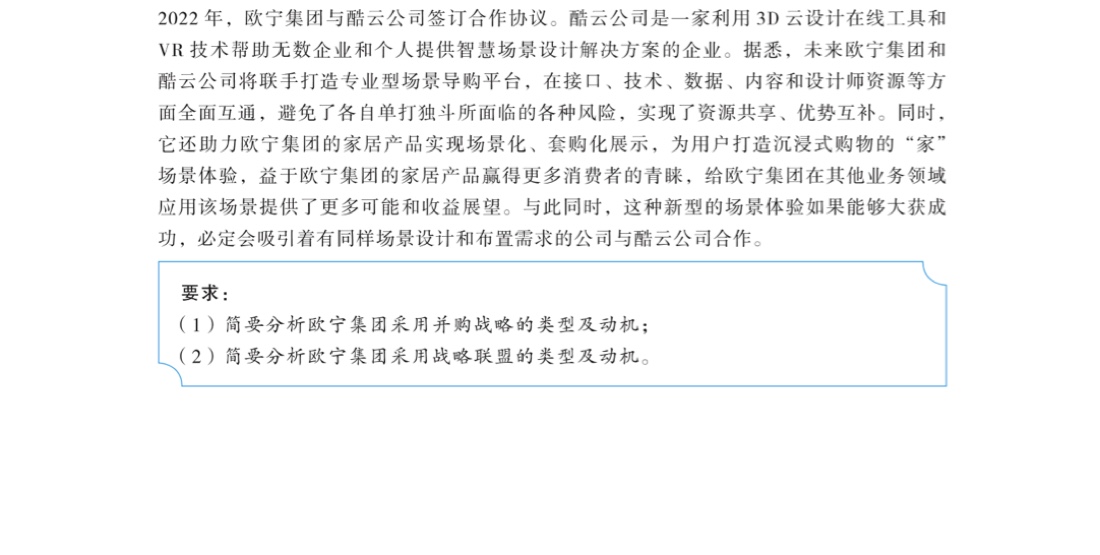 2022 年，欧宁集团与酷云公司签订合作协议。酷云公司是一家利用 3D 云设计在线工具和
VR 技术帮助无数企业和个人提供智慧场景设计解决方案的企业。据悉，未来欧宁集团和
酷云公司将联手打造专业型场景导购平台，在接口、技术、数据、内容和设计师资源等方
面全面互通，避免了各自单打独斗所面临的各种风险，实现了资源共享、优势互补。同时，
它还助力欧宁集团的家居产品实现场景化、套购化展示，为用户打造沉浸式购物的“家”
场景体验，益于欧宁集团的家居产品赢得更多消费者的青睐，给欧宁集团在其他业务领域
应用该场景提供了更多可能和收益展望。与此同时，这种新型的场景体验如果能够大获成
功，必定会吸引着有同样场景设计和布置需求的公司与酷云公司合作。
要求：
（1）简要分析欧宁集团采用并购战略的类型及动机；
（2）简要分析欧宁集团采用战略联盟的类型及动机。